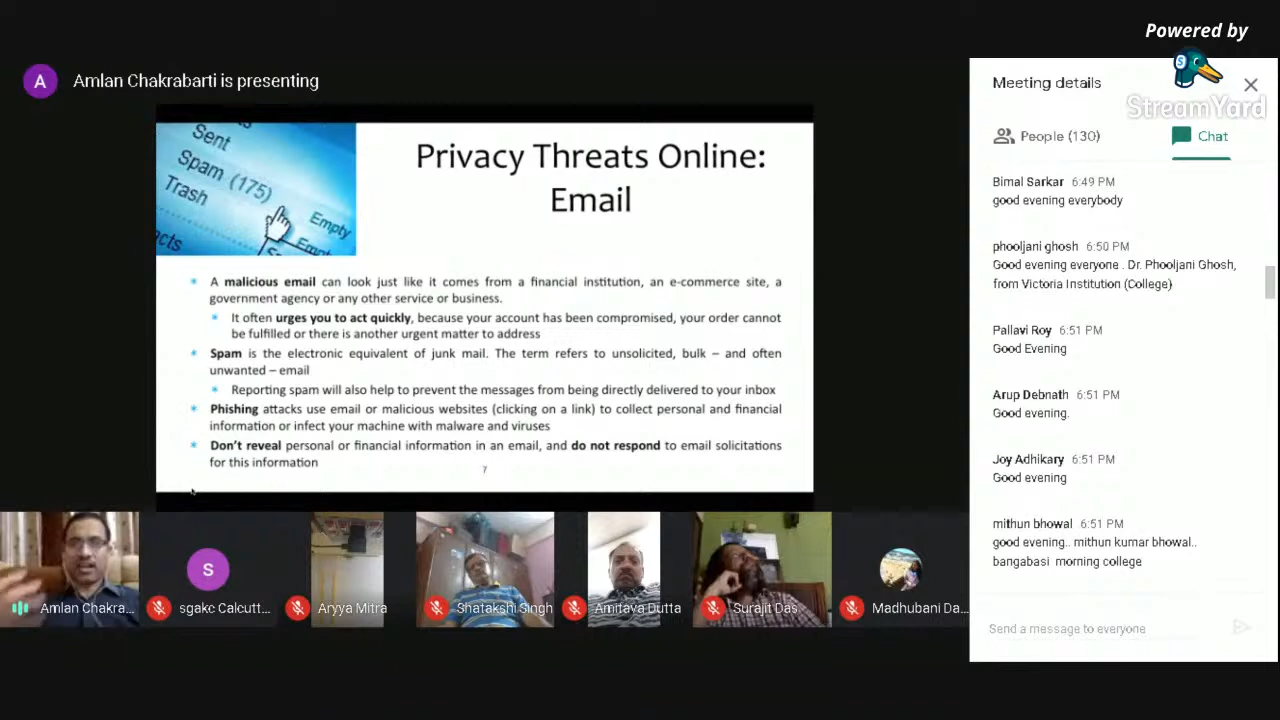 Powered by
StreamYard
A
Amlan Chakrabarti is presenting
Sent
Spam (175)
Trash
Empty
Privacy Threats Online:
Email
A malicious email can look just like it comes from a financial institution, an e-commerce site, a
government agency or any other service or business.
It often urges you to act quickly, because your account has been compromised, your order cannot
be fulfilled or there is another urgent matter to address
Spam is the electronic equivalent of junk mail. The term refers to unsolicited, bulk – and often
unwanted – email
Reporting spam will also help to prevent the messages from being directly delivered to your inbox
Phishing attacks use email or malicious websites (clicking on a link) to collect personal and financial
information or infect your machine with malware and viruses
Don't reveal personal or financial information in an email, and do not respond to email solicitations
for this information
7
S
Amlan Chakra...
sgakc Calcutt...
Aryya Mitra
Shatakshi Singh
Amitava Dutta
Surajit Das
Madhubani Da...
Meeting details
People (130)
Chat
Bimal Sarkar 6:49 PM
good evening everybody
phooljani ghosh 6:50 PM
Good evening everyone . Dr. Phooljani Ghosh,
from Victoria Institution (College)
Pallavi Roy 6:51 PM
Good Evening
Arup Debnath 6:51 PM
Good evening.
Joy Adhikary 6:51 PM
Good evening
mithun bhowal 6:51 PM
good evening.. mithun kumar bhowal..
bangabasi morning college
Send a message to everyone